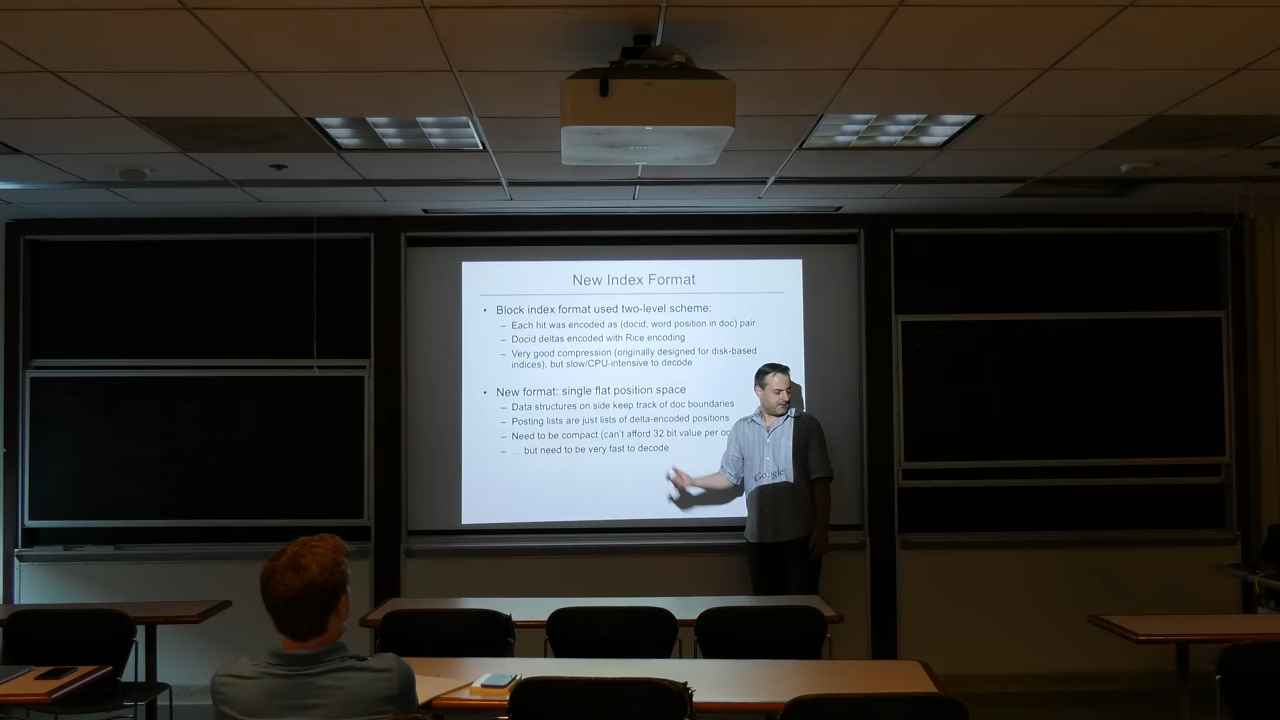 New Index Format
• Block index format used two-level scheme:
– Each hit was encoded as (docid, word position in doc) pair
– Docid deltas encoded with Rice encoding
– Very good compression (originally designed for disk-based
indices), but slow/CPU-intensive to decode
• New format: single flat position space
– Data structures on side keep track of doc boundaries
– Posting lists are just lists of delta-encoded positions
– Need to be compact (can't afford 32 bit value per
– … but need to be very fast to decode
Google